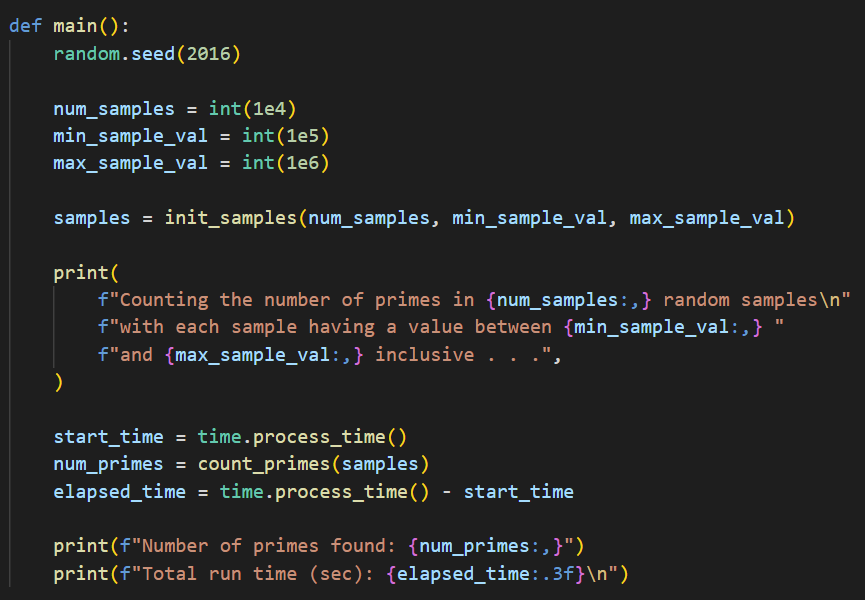 def main():
    random.seed(2016)

    num_samples = int(1e4)
    min_sample_val = int(1e5)
    max_sample_val = int(1e6)

    samples = init_samples(num_samples, min_sample_val, max_sample_val)

    print(
        f"Counting the number of primes in {num_samples:,} random samples\n"
        f"with each sample having a value between {min_sample_val:,} "
        f"and {max_sample_val:,} inclusive . . .",
    )

    start_time = time.process_time()
    num_primes = count_primes(samples)
    elapsed_time = time.process_time() - start_time

    print(f"Number of primes found: {num_primes:,}")
    print(f"Total run time (sec): {elapsed_time:.3f}\n")